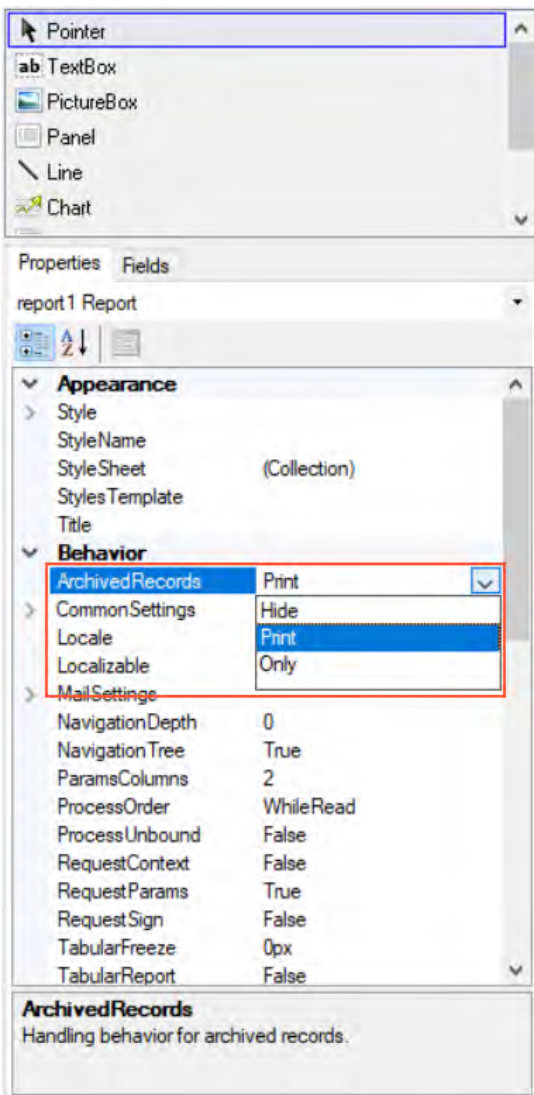 Pointer
ab TextBox
PictureBox
Panel
Line
Chart
Properties Fields
report1 Report
A
Z
Appearance
Style
StyleName
StyleSheet (Collection)
StylesTemplate
Title
Behavior
ArchivedRecords Print
CommonSettings Hide
Locale Print
Localizable Only
MailSettings
NavigationDepth 0
NavigationTree True
ParamsColumns 2
ProcessOrder WhileRead
ProcessUnbound False
RequestContext False
RequestParams True
RequestSign False
TabularFreeze 0px
TabularReport False
ArchivedRecords
Handling behavior for archived records.